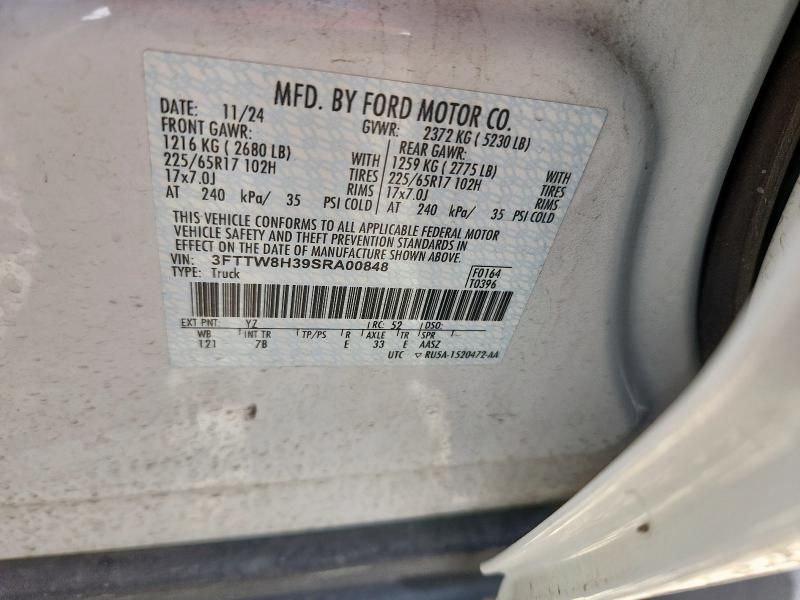 MFD. BY FORD MOTOR CO.
DATE: 11/24 GVWR: 2372 KG ( 5230 LB)
FRONT GAWR: REAR GAWR:
1216 KG ( 2680 LB) WITH 1259 KG ( 2775 LB) WITH
225/65R17 102H TIRES 225/65R17 102H TIRES
17x7.0J RIMS 17x7.0J RIMS
AT 240 kPa/ 35 PSI COLD AT 240 kPa/ 35 PSI COLD
THIS VEHICLE CONFORMS TO ALL APPLICABLE FEDERAL MOTOR
VEHICLE SAFETY AND THEFT PREVENTION STANDARDS IN
EFFECT ON THE DATE OF MANUFACTURE SHOWN ABOVE.
VIN: 3FTTW8H39SRA00848 F0164
TYPE: Truck T0396
EXT PNT: YZ RC: 52 DSO:
WB INT TR TP/PS R AXLE TR SPR
121 7B E 33 E AASZ
UTC ▽ RU5A-1520472-AA